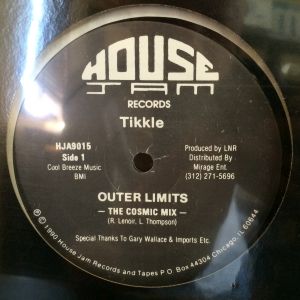 HOUSE
JAM
RECORDS
Tikkle
HJA9015
Side 1
Cool Breeze Music
BMI
Produced by LNR
Distributed By
Mirage Ent.
(312) 271-5696
OUTER LIMITS
— THE COSMIC MIX —
(R. Lenoir, L. Thompson)
Special Thanks To Gary Wallace & Imports Etc.
℗ © 1990 House Jam Records and Tapes P.O Box 44304 Chicago, IL 60644